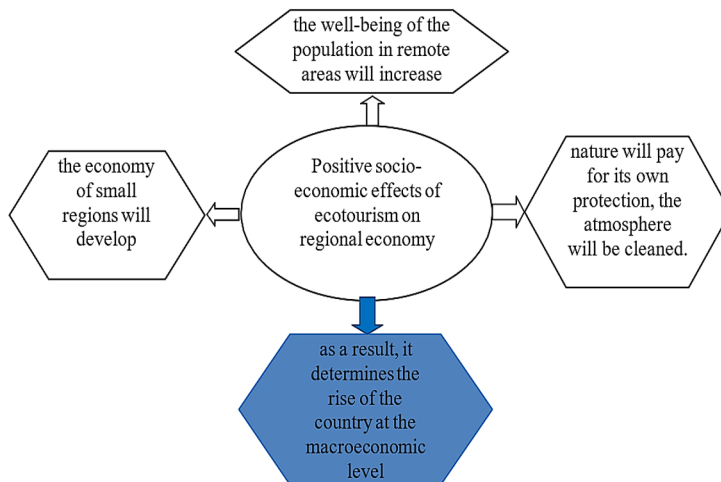 the well-being of the
population in remote
areas will increase
the economy
of small
regions will
develop
Positive socio-
economic effects of
ecotourism on
regional economy
nature will pay
for its own
protection, the
atmosphere
will be cleaned.
as a result, it
determines the
rise of the
country at the
macroeconomic
level